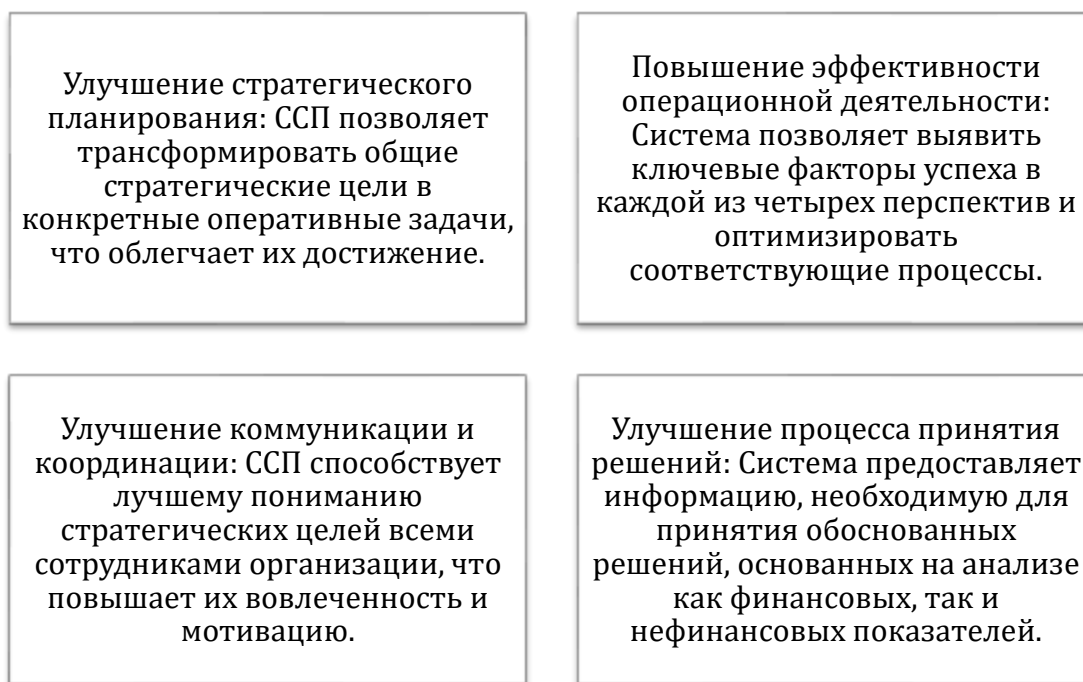 Улучшение стратегического
планирования: ССП позволяет
трансформировать общие
стратегические цели в
конкретные оперативные задачи,
что облегчает их достижение.
Повышение эффективности
операционной деятельности:
Система позволяет выявить
ключевые факторы успеха в
каждой из четырех перспектив и
оптимизировать
соответствующие процессы.
Улучшение коммуникации и
координации: ССП способствует
лучшему пониманию
стратегических целей всеми
сотрудниками организации, что
повышает их вовлеченность и
мотивацию.
Улучшение процесса принятия
решений: Система предоставляет
информацию, необходимую для
принятия обоснованных
решений, основанных на анализе
как финансовых, так и
нефинансовых показателей.